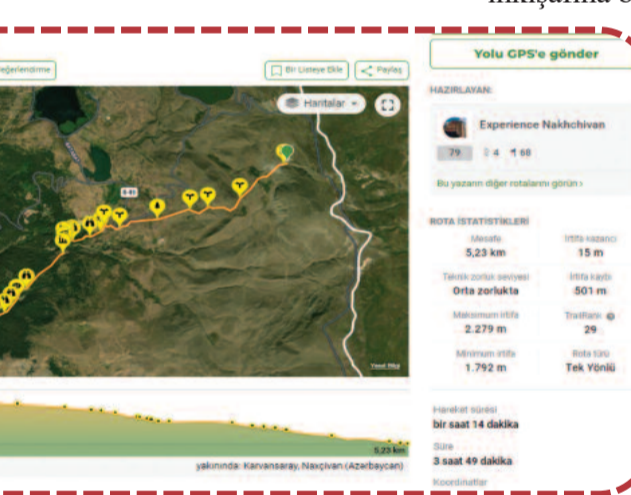 Yolu GPS'e gönder
eğerlendirme
Bir Listeye Ekle
Paylaş
HAZIRLAYAN:
Haritalar
Experience Nakhchivan
79 4 68
Bu yazarın diğer rotalarını görün ›
ROTA İSTATİSTİKLERİ
Mesafe İrtifa kazancı
5,23 km 15 m
Teknik zorluk seviyesi İrtifa kaybı
Orta zorlukta 501 m
Maksimum irtifa TrailRank
2.279 m 29
Minimum irtifa Rota türü
1.792 m Tek Yönlü
Hareket süresi
bir saat 14 dakika
Süre
3 saat 49 dakika
Koordinatlar
5,23 km
yakınında: Karvansaray, Naxçivan (Azərbaycan)